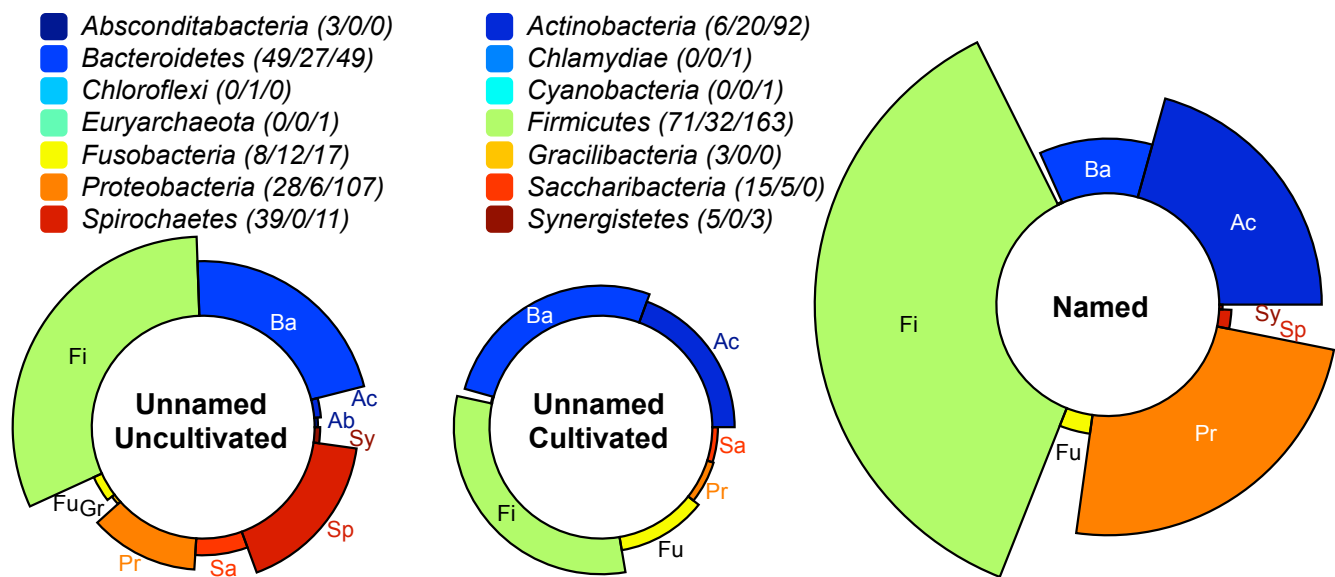 Absconditabacteria (3/0/0)
Bacteroidetes (49/27/49)
Chloroflexi (0/1/0)
Euryarchaeota (0/0/1)
Fusobacteria (8/12/17)
Proteobacteria (28/6/107)
Spirochaetes (39/0/11)
Actinobacteria (6/20/92)
Chlamydiae (0/0/1)
Cyanobacteria (0/0/1)
Firmicutes (71/32/163)
Gracilibacteria (3/0/0)
Saccharibacteria (15/5/0)
Synergistetes (5/0/3)
Ba
Fi
Ac
Ab
Sy
Unnamed
Uncultivated
Fu
Gr
Sp
Pr
Sa
Ba
Ac
Unnamed
Cultivated
Sa
Pr
Fi
Fu
Ba
Ac
Named
Fi
Sy
Sp
Pr
Fu